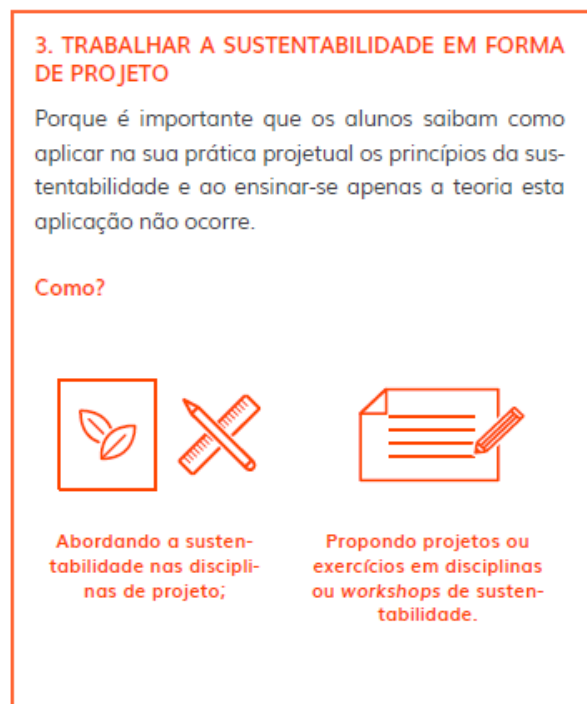 3. TRABALHAR A SUSTENTABILIDADE EM FORMA
DE PROJETO
Porque é importante que os alunos saibam como
aplicar na sua prática projetual os princípios da sus-
tentabilidade e ao ensinar-se apenas a teoria esta
aplicação não ocorre.
Como?
Abordando a susten-
tabilidade nas discipli-
nas de projeto;
Propondo projetos ou
exercícios em disciplinas
ou workshops de susten-
tabilidade.